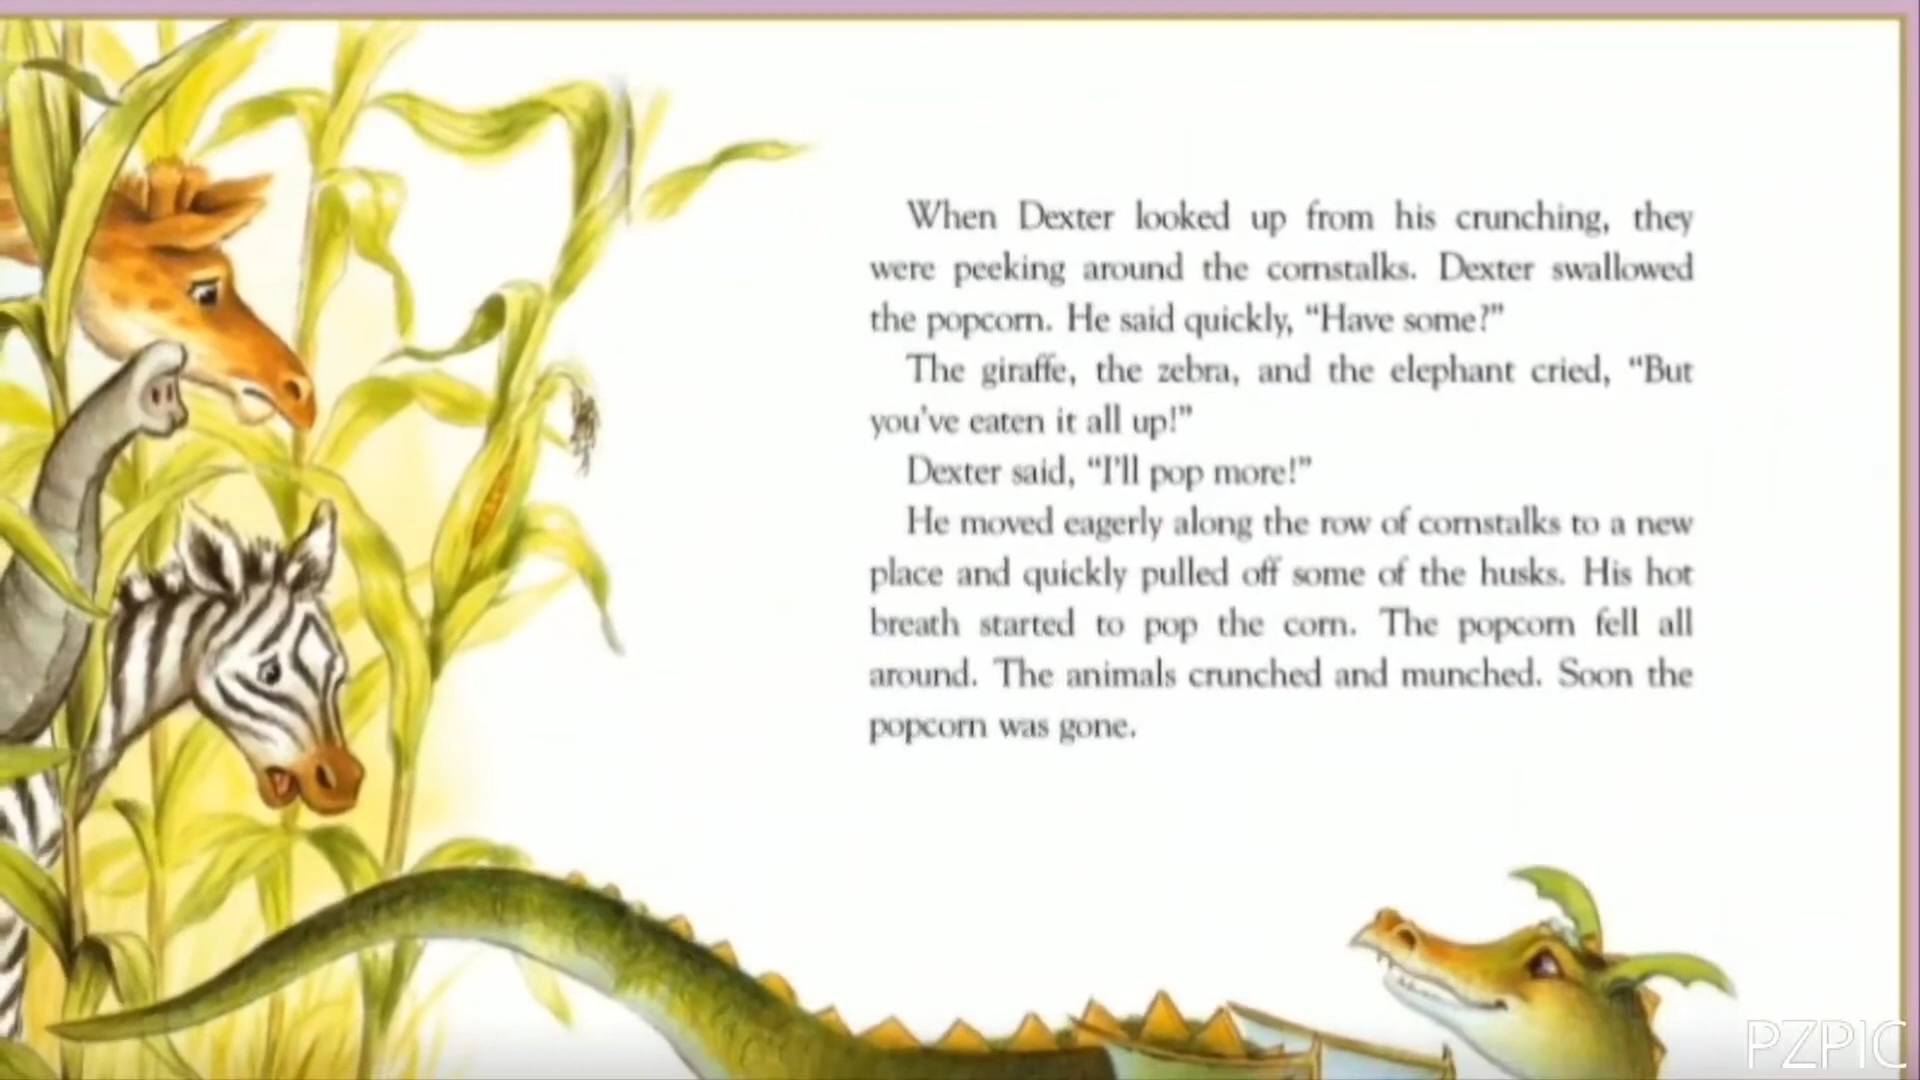 When Dexter looked up from his crunching, they
were peeking around the cornstalks. Dexter swallowed
the popcorn. He said quickly, “Have some?”
The giraffe, the zebra, and the elephant cried, “But
you’ve eaten it all up!”
Dexter said, “I’ll pop more!”
He moved eagerly along the row of cornstalks to a new
place and quickly pulled off some of the husks. His hot
breath started to pop the corn. The popcorn fell all
around. The animals crunched and munched. Soon the
popcorn was gone.
PZPIC